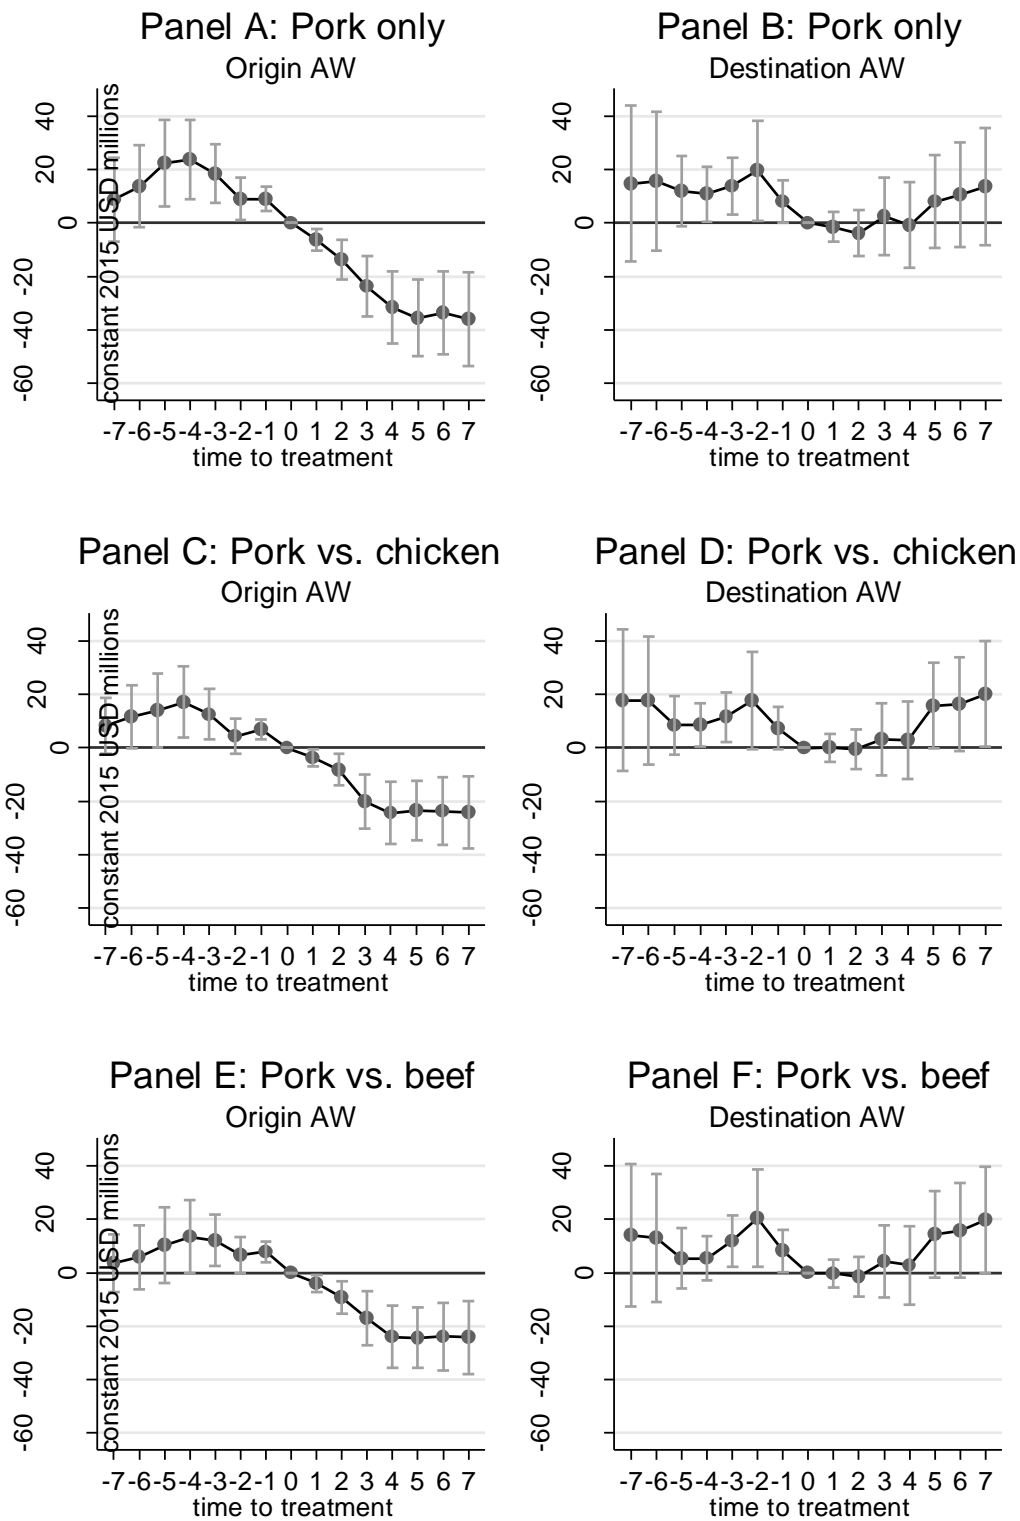 Panel A: Pork only
Origin AW
constant 2015 USD millions
40
20
0
-20
-40
-60
-7 -6 -5 -4 -3 -2 -1 0 1 2 3 4 5 6 7
time to treatment
Panel B: Pork only
Destination AW
40
20
0
-20
-40
-60
-7 -6 -5 -4 -3 -2 -1 0 1 2 3 4 5 6 7
time to treatment
Panel C: Pork vs. chicken
Origin AW
constant 2015 USD millions
40
20
0
-20
-40
-60
-7 -6 -5 -4 -3 -2 -1 0 1 2 3 4 5 6 7
time to treatment
Panel D: Pork vs. chicken
Destination AW
40
20
0
-20
-40
-60
-7 -6 -5 -4 -3 -2 -1 0 1 2 3 4 5 6 7
time to treatment
Panel E: Pork vs. beef
Origin AW
constant 2015 USD millions
40
20
0
-20
-40
-60
-7 -6 -5 -4 -3 -2 -1 0 1 2 3 4 5 6 7
time to treatment
Panel F: Pork vs. beef
Destination AW
40
20
0
-20
-40
-60
-7 -6 -5 -4 -3 -2 -1 0 1 2 3 4 5 6 7
time to treatment